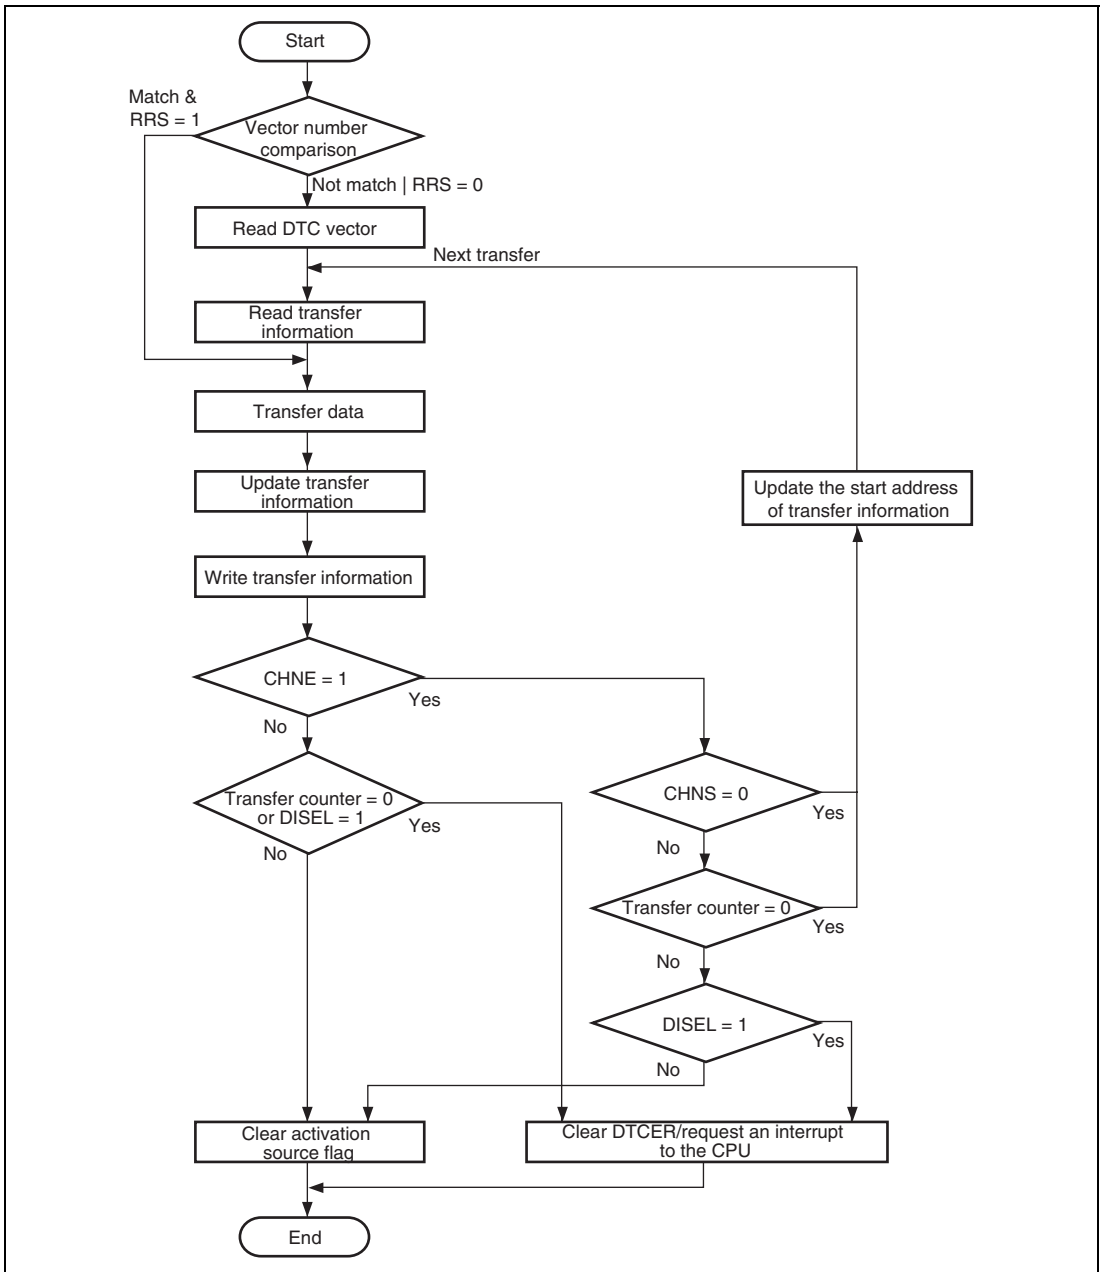 Start
Match &
RRS = 1
Vector number
comparison
Not match | RRS = 0
Read DTC vector
Next transfer
Read transfer
information
Transfer data
Update transfer
information
Update the start address
of transfer information
Write transfer information
CHNE = 1
Yes
No
Transfer counter = 0
or DISEL = 1
Yes
No
CHNS = 0
Yes
No
Transfer counter = 0
Yes
No
DISEL = 1
Yes
No
Clear activation
source flag
Clear DTCER/request an interrupt
to the CPU
End